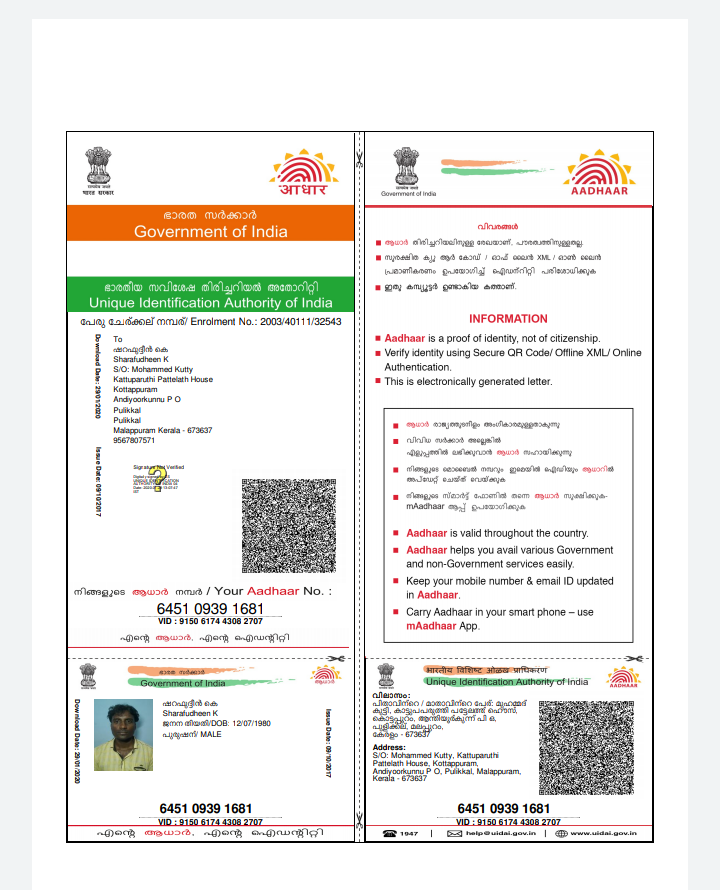 भारत सरकार
आधार
ഭാരത സർക്കാർ
Government of India
ഭാരതീയ സവിശേഷ തിരിച്ചറിയൽ അതോറിറ്റി
Unique Identification Authority of India
പേരു ചേർക്കല് നമ്പര്/ Enrolment No.: 2003/40111/32543
Download Date: 29/01/2020
Issue Date: 09/10/2017
To
ഷറഫുദ്ദീൻ കെ
Sharafudheen K
S/O: Mohammed Kutty
Kattuparuthi Pattelath House
Kottappuram
Andiyoorkunnu P O
Pulikkal
Pulikkal
Malappuram Kerala - 673637
9567807571
Signature Not Verified
നിങ്ങളുടെ ആധാർ നമ്പർ / Your Aadhaar No. :
6451 0939 1681
VID : 9150 6174 4308 2707
എന്റെ ആധാർ, എന്റെ ഐഡന്റിറ്റി
Government of India
AADHAAR
വിവരങ്ങൾ
ആധാർ തിരിച്ചറിയലിനുള്ള രേഖയാണ്, പൗരത്വത്തിനുള്ളതല്ല.
സുരക്ഷിത ക്യു ആർ കോഡ് / ഓഫ് ലൈൻ XML / ഓൺ ലൈൻ
പ്രമാണീകരണം ഉപയോഗിച്ച് ഐഡന്റിറ്റി പരിശോധിക്കുക
ഇതു കമ്പ്യൂട്ടർ ഉണ്ടാകിയ കത്താണ്.
INFORMATION
Aadhaar is a proof of identity, not of citizenship.
Verify identity using Secure QR Code/ Offline XML/ Online
Authentication.
This is electronically generated letter.
ആധാർ രാജ്യത്തുടനീളം അംഗീകാരമുള്ളതാകുന്നു
വിവിധ സർക്കാർ അല്ലെങ്കിൽ
എളുപ്പത്തിൽ ലഭിക്കുവാൻ ആധാർ സഹായിക്കുന്നു
നിങ്ങളുടെ മൊബൈൽ നമ്പറും ഇമെയിൽ ഐഡിയും ആധാറിൽ
അപ്ഡേറ്റ് ചെയ്ത് വെയ്ക്കുക
നിങ്ങളുടെ സ്മാർട്ട് ഫോണിൽ തന്നെ ആധാർ സൂക്ഷിക്കുക-
mAadhaar ആപ്പ് ഉപയോഗിക്കുക
Aadhaar is valid throughout the country.
Aadhaar helps you avail various Government
and non-Government services easily.
Keep your mobile number & email ID updated
in Aadhaar.
Carry Aadhaar in your smart phone – use
mAadhaar App.
ഭാരത സർക്കാർ
Government of India
ആധാർ
Download Date: 29/01/2020
ഷറഫുദ്ദീൻ കെ
Sharafudheen K
ജനന തീയതി/DOB: 12/07/1980
പുരുഷന്/ MALE
Issue Date: 09/10/2017
6451 0939 1681
VID : 9150 6174 4308 2707
എന്റെ ആധാർ, എന്റെ ഐഡന്റിറ്റി
भारतीय विशिष्ट ओळख प्राधिकरण
Unique Identification Authority of India
AADHAAR
വിലാസം:
പിതാവിന്റെ / മാതാവിന്റെ പേര്: മുഹമ്മദ്
കുട്ടി, കാട്ടുപപരുത്തി പട്ടേലത്ത് ഹൌസ്,
കൊട്ടപ്പുറം, ആന്തിയൂർകുന്ന് പി ഒ,
പുളിക്കല്, മലപ്പുറം,
കേരളം - 673637
Address:
S/O: Mohammed Kutty, Kattuparuthi
Pattelath House, Kottappuram,
Andiyoorkunnu P O, Pulikkal, Malappuram,
Kerala - 673637
6451 0939 1681
VID : 9150 6174 4308 2707
1947 | help@uidai.gov.in | www.uidai.gov.in